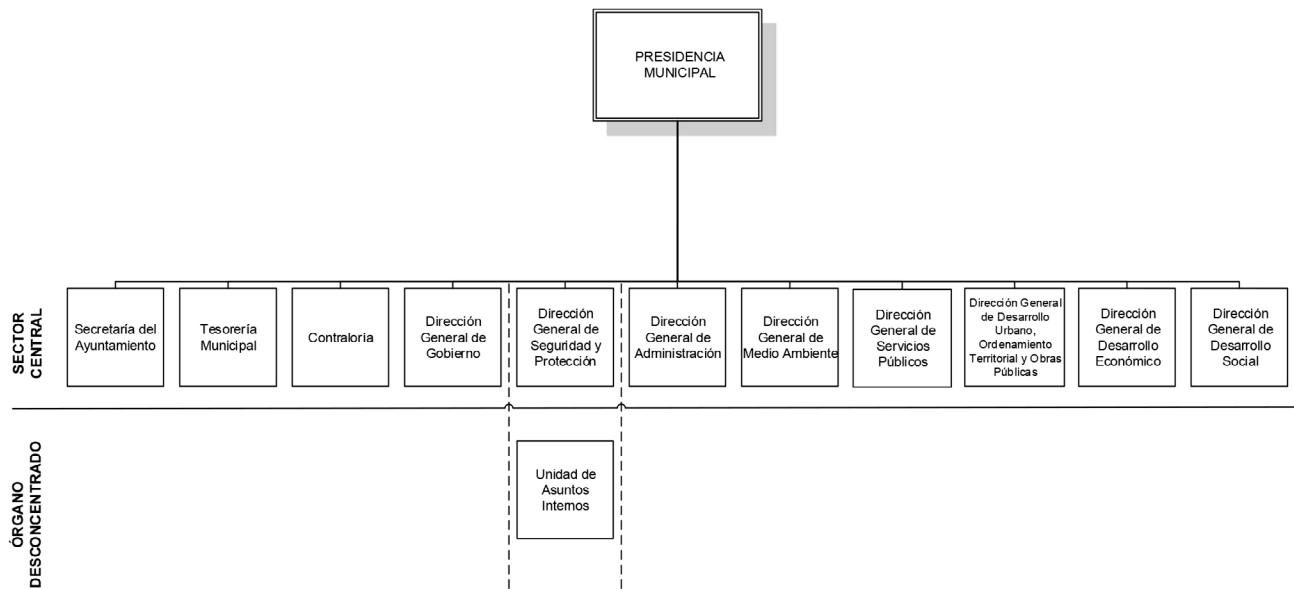 PRESIDENCIA
MUNICIPAL
SECTOR
CENTRAL
Secretaría del
Ayuntamiento
Tesorería
Municipal
Contraloría
Dirección
General de
Gobierno
Dirección
General de
Seguridad y
Protección
Dirección
General de
Administración
Dirección
General de
Medio Ambiente
Dirección
General de
Servicios
Públicos
Dirección General
de Desarrollo
Urbano,
Ordenamiento
Territorial y Obras
Públicas
Dirección
General de
Desarrollo
Económico
Dirección
General de
Desarrollo
Social
ÓRGANO
DESCONCENTRADO
Unidad de
Asuntos
Internos